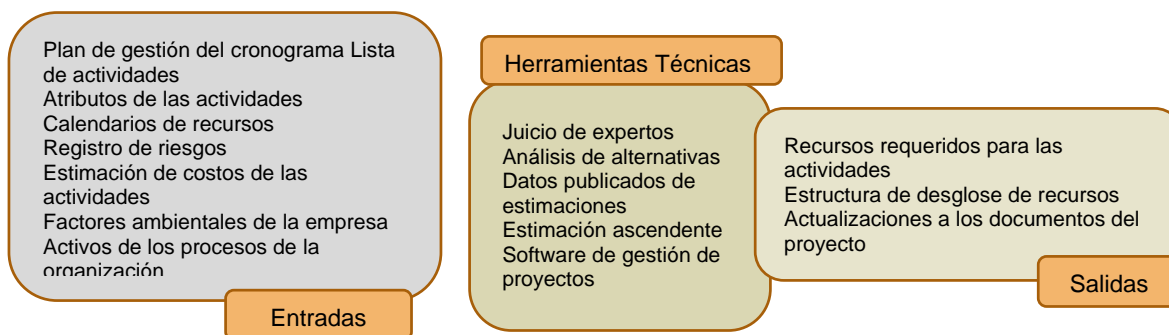 Plan de gestión del cronograma Lista
de actividades
Atributos de las actividades
Calendarios de recursos
Registro de riesgos
Estimación de costos de las
actividades
Factores ambientales de la empresa
Activos de los procesos de la
organización
Entradas
Herramientas Técnicas
Juicio de expertos
Análisis de alternativas
Datos publicados de
estimaciones
Estimación ascendente
Software de gestión de
proyectos
Recursos requeridos para las
actividades
Estructura de desglose de recursos
Actualizaciones a los documentos del
proyecto
Salidas